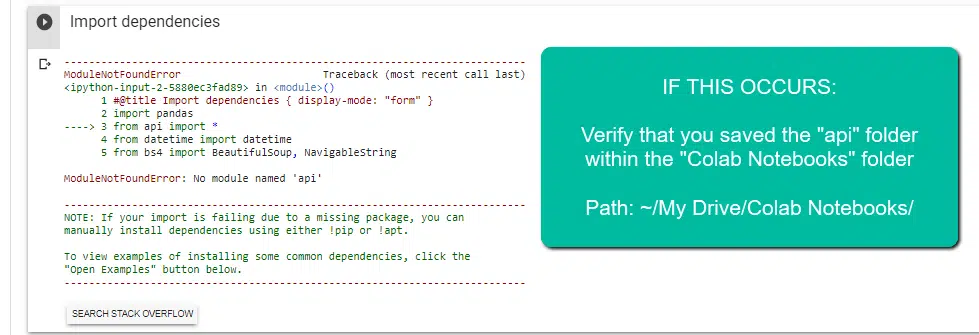 Import dependencies
---------------------------------------------------------------------------
ModuleNotFoundError                       Traceback (most recent call last)
<ipython-input-2-5880ec3fad89> in <module>()
      1 #@title Import dependencies { display-mode: "form" }
      2 import pandas
----> 3 from api import *
      4 from datetime import datetime
      5 from bs4 import BeautifulSoup, NavigableString
ModuleNotFoundError: No module named 'api'
---------------------------------------------------------------------------
NOTE: If your import is failing due to a missing package, you can
manually install dependencies using either !pip or !apt.
To view examples of installing some common dependencies, click the
"Open Examples" button below.
---------------------------------------------------------------------------
SEARCH STACK OVERFLOW
IF THIS OCCURS:
Verify that you saved the "api" folder
within the "Colab Notebooks" folder
Path: ~/My Drive/Colab Notebooks/